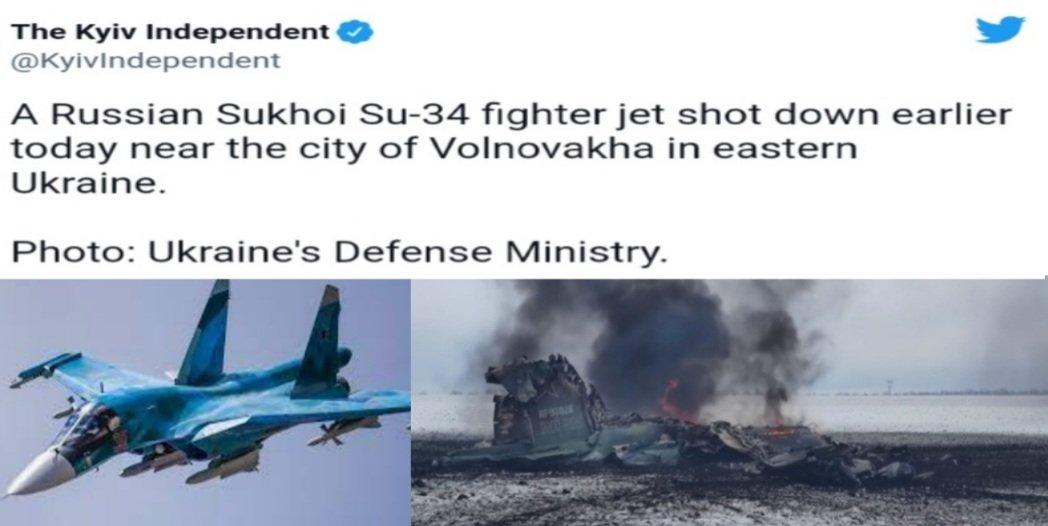 The Kyiv Independent
@KyivIndependent
A Russian Sukhoi Su-34 fighter jet shot down earlier
today near the city of Volnovakha in eastern
Ukraine.
Photo: Ukraine's Defense Ministry.